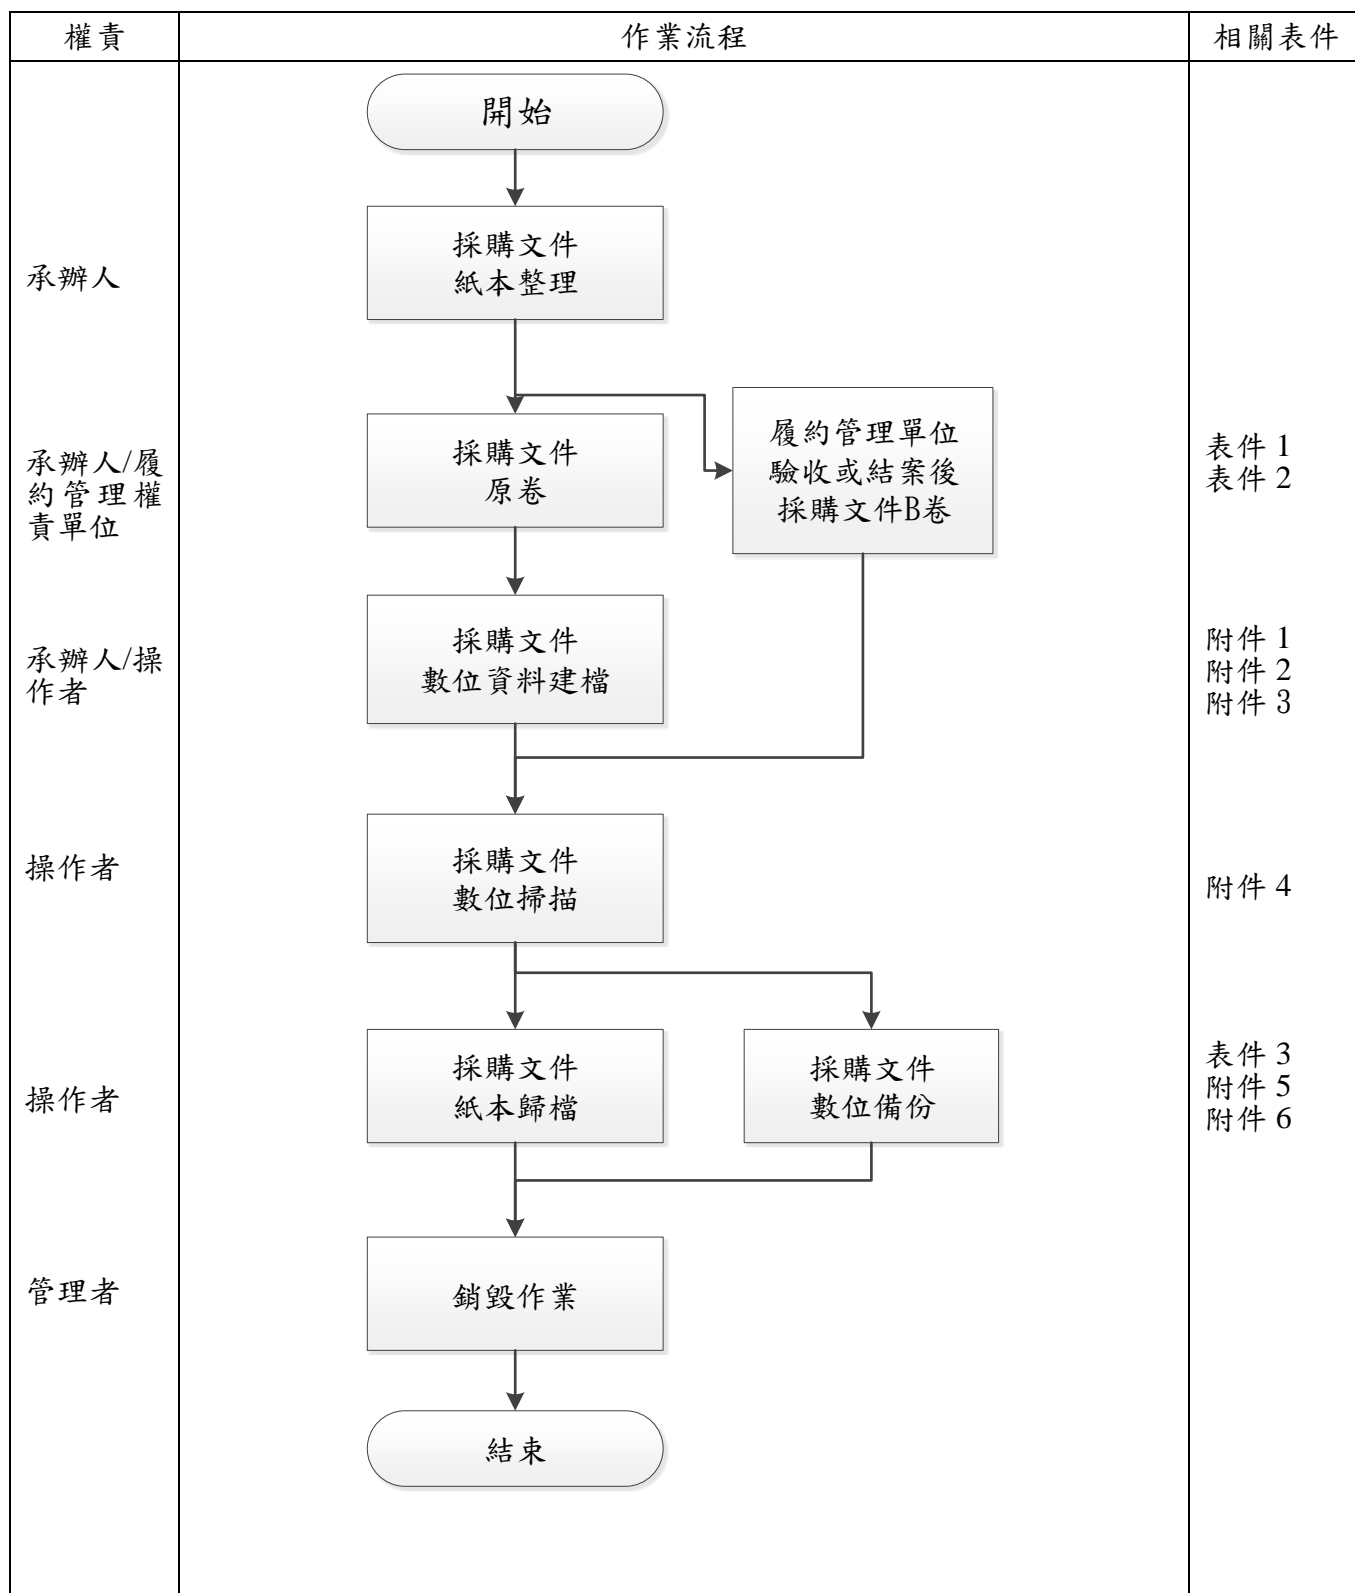 權責
作業流程
相關表件
開始
承辦人
採購文件
紙本整理
承辦人/履
約管理權
責單位
採購文件
原卷
履約管理單位
驗收或結案後
採購文件B卷
表件 1
表件 2
承辦人/操
作者
採購文件
數位資料建檔
附件 1
附件 2
附件 3
操作者
採購文件
數位掃描
附件 4
操作者
採購文件
紙本歸檔
採購文件
數位備份
表件 3
附件 5
附件 6
管理者
銷毀作業
結束